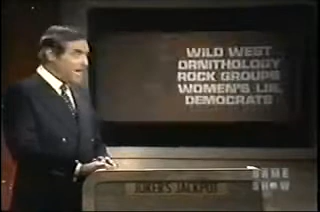 WILD WEST
ORNITHOLOGY
ROCK GROUPS
WOMEN'S LIB,
DEMOCRATS
JOKER'S JACKPOT
GAME
SHOW